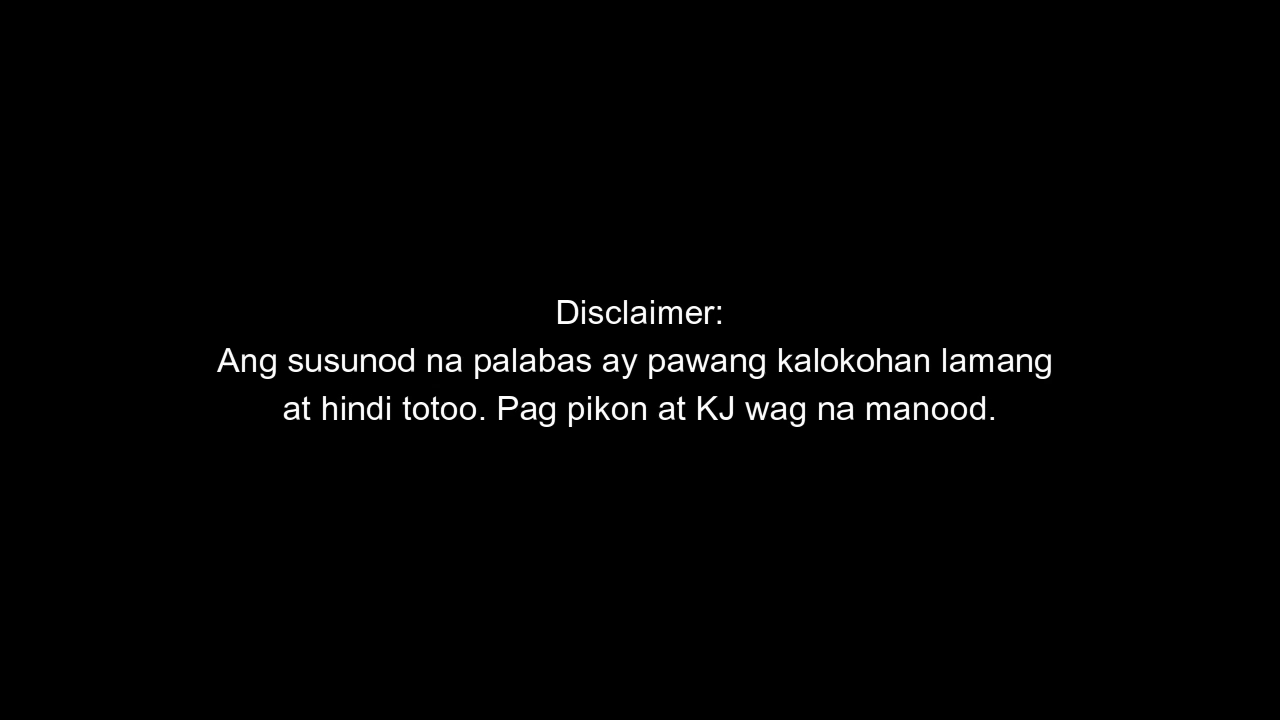 Disclaimer:
Ang susunod na palabas ay pawang kalokohan lamang
at hindi totoo. Pag pikon at KJ wag na manood.